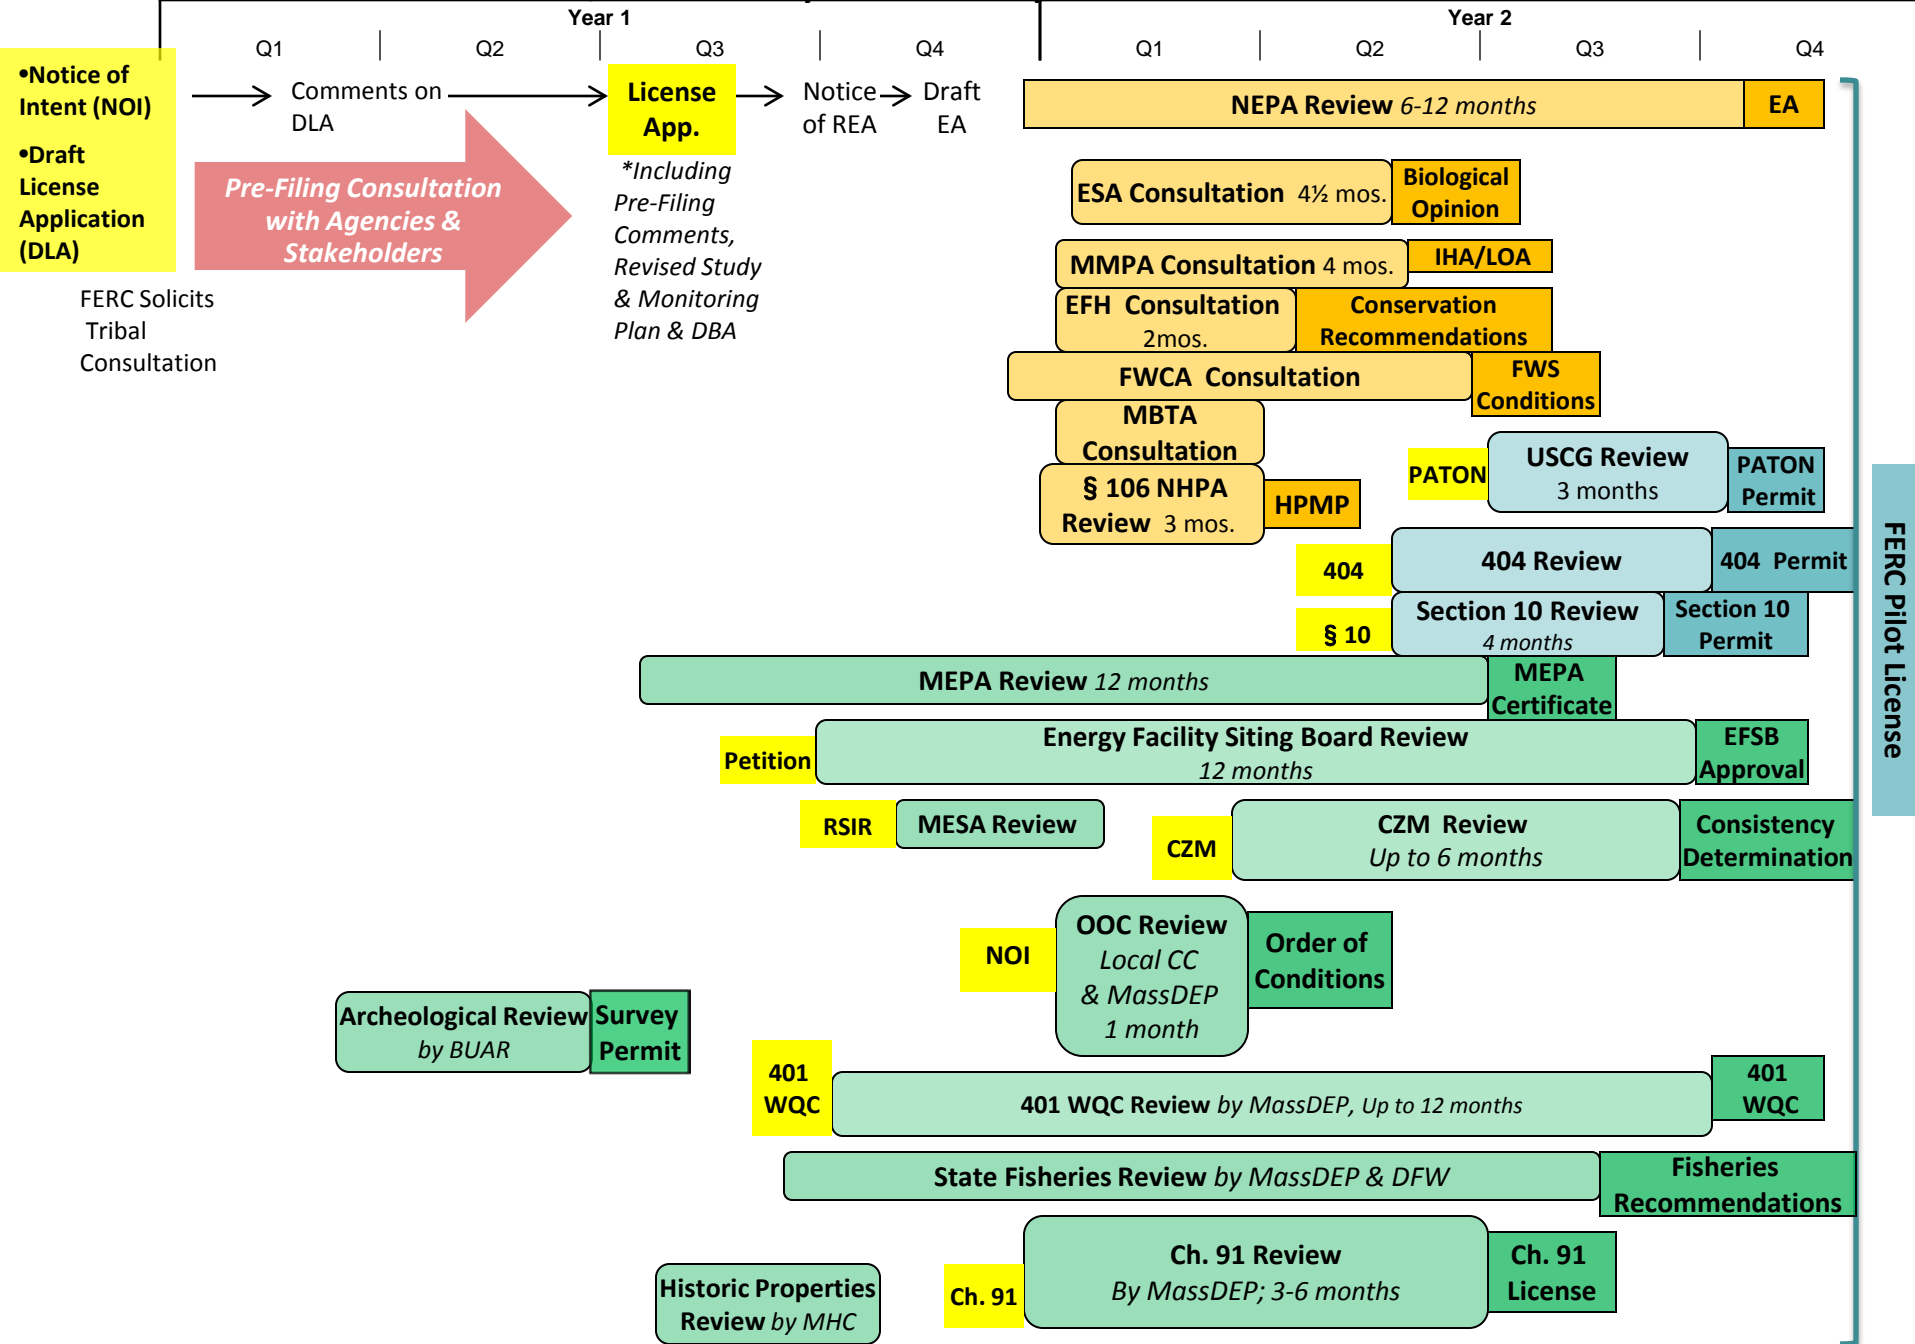 Year 1
Year 2
Q1
Q2
Q3
Q4
Q1
Q2
Q3
Q4
•Notice of
Intent (NOI)
•Draft
License
Application
(DLA)
Comments on
DLA
License
App.
Notice
of REA
Draft
EA
NEPA Review 6-12 months
EA
Pre-Filing Consultation
with Agencies &
Stakeholders
*Including
Pre-Filing
Comments,
Revised Study
& Monitoring
Plan & DBA
FERC Solicits
Tribal
Consultation
ESA Consultation 4½ mos.
Biological
Opinion
MMPA Consultation 4 mos.
IHA/LOA
EFH Consultation
2mos.
Conservation
Recommendations
FWCA Consultation
FWS
Conditions
MBTA
Consultation
§ 106 NHPA
Review 3 mos.
HPMP
PATON
USCG Review
3 months
PATON
Permit
404
404 Review
404 Permit
§ 10
Section 10 Review
4 months
Section 10
Permit
FERC Pilot License
MEPA Review 12 months
MEPA
Certificate
Petition
Energy Facility Siting Board Review
12 months
EFSB
Approval
RSIR
MESA Review
CZM
CZM Review
Up to 6 months
Consistency
Determination
NOI
OOC Review
Local CC
& MassDEP
1 month
Order of
Conditions
Archeological Review
by BUAR
Survey
Permit
401
WQC
401 WQC Review by MassDEP, Up to 12 months
401
WQC
State Fisheries Review by MassDEP & DFW
Fisheries
Recommendations
Historic Properties
Review by MHC
Ch. 91
Ch. 91 Review
By MassDEP; 3-6 months
Ch. 91
License